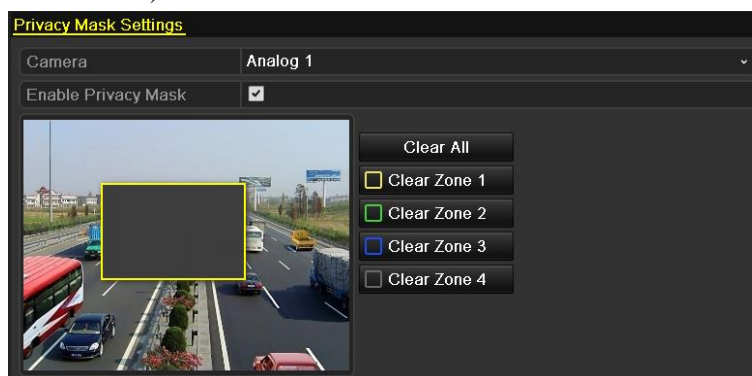 Privacy Mask Settings
Camera
Analog 1
Enable Privacy Mask
Clear All
Clear Zone 1
Clear Zone 2
Clear Zone 3
Clear Zone 4